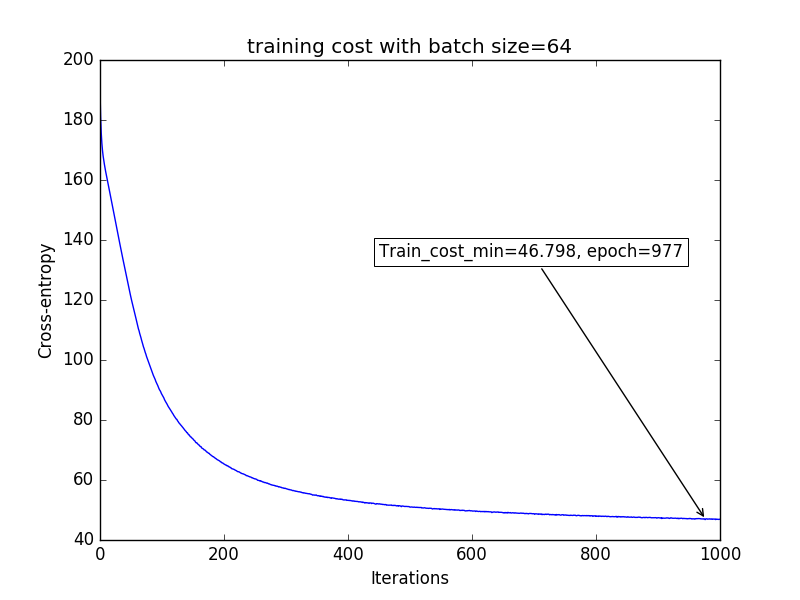 training cost with batch size=64
200
180
160
140
120
100
80
60
40
Cross-entropy
Train_cost_min=46.798, epoch=977
0 200 400 600 800 1000
Iterations